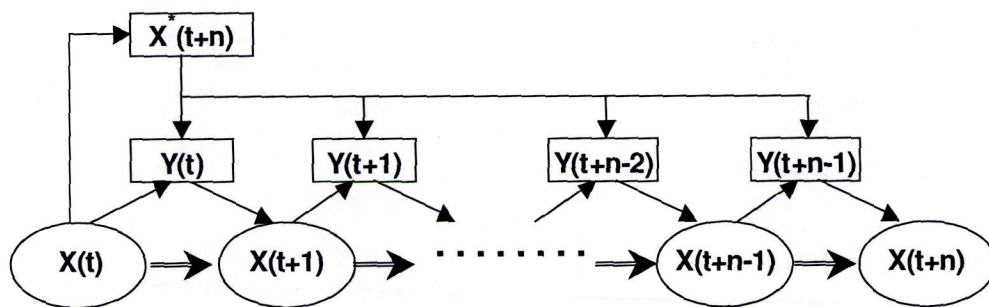 X*(t+n)
Y(t) Y(t+1) Y(t+n-2) Y(t+n-1)
X(t) X(t+1) ........... X(t+n-1) X(t+n)